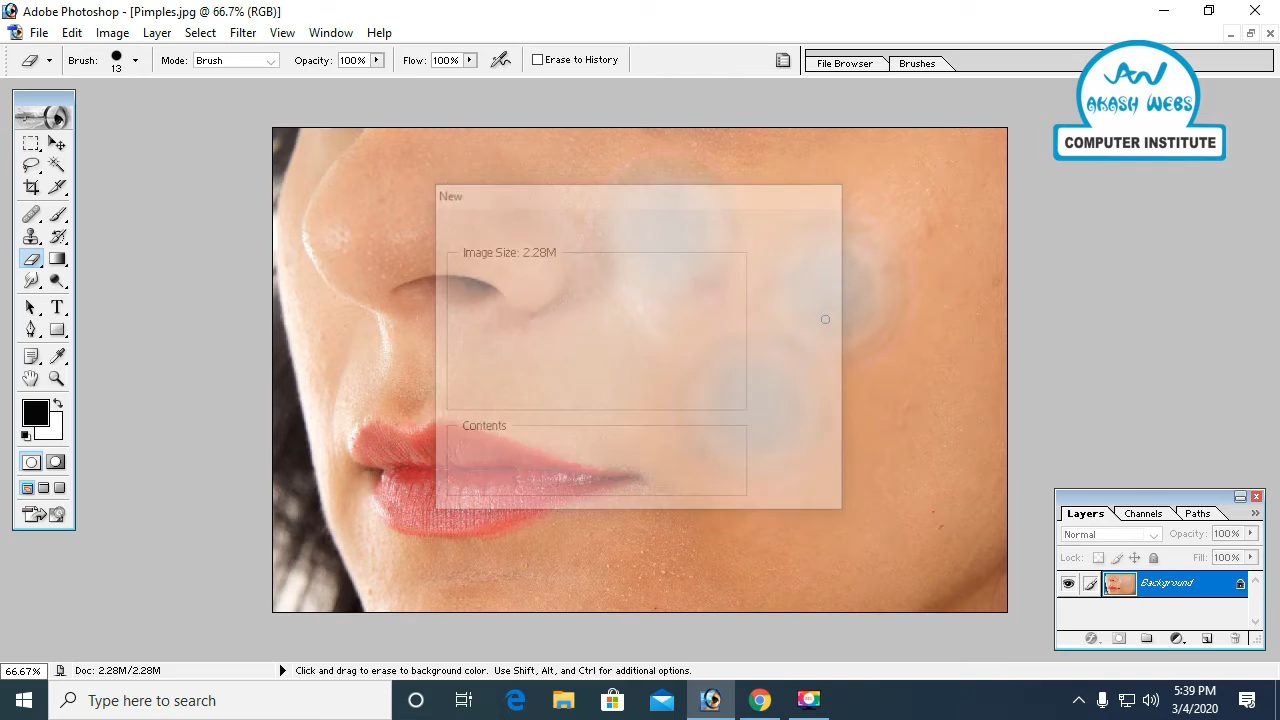 Adobe Photoshop - [Pimples.jpg @ 66.7% (RGB)]
File Edit Image Layer Select Filter View Window Help
Brush: 13 Mode: Brush Opacity: 100% Flow: 100% Erase to History File Browser Brushes
AW
AKASH WEBS
COMPUTER INSTITUTE
New
Image Size: 2.28M
Contents
Layers Channels Paths
Normal Opacity: 100%
Lock: Fill: 100%
Background
66.67% Doc: 2.28M/2.28M Click and drag to erase to background color. Use Shift, Alt, and Ctrl for additional options.
Type here to search
5:39 PM
3/4/2020